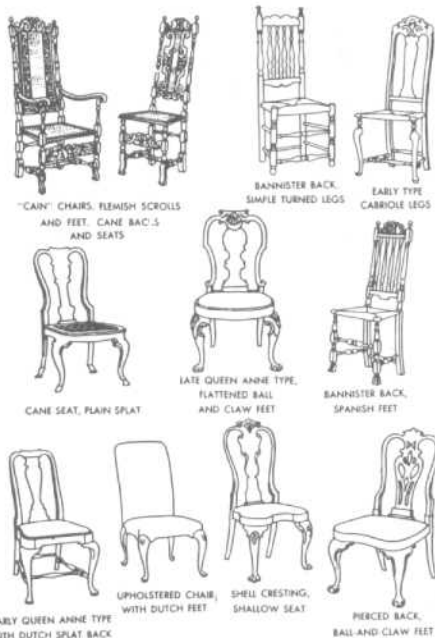 "CAIN" CHAIRS. FLEMISH SCROLLS
AND FEET. CANE BAC'.S
AND SEATS
BANNISTER BACK.
SIMPLE TURNED LEGS
EARLY TYPE
CABRIOLE LEGS
CANE SEAT, PLAIN SPLAT
LATE QUEEN ANNE TYPE,
FLATTENED BALL
AND CLAW FEET
BANNISTER BACK,
SPANISH FEET
ARLY QUEEN ANNE TYPE
WITH DUTCH SPLAT BACK
UPHOLSTERED CHAIR,
WITH DUTCH FEET
SHELL CRESTING,
SHALLOW SEAT
PIERCED BACK,
BALL-AND CLAW FEET